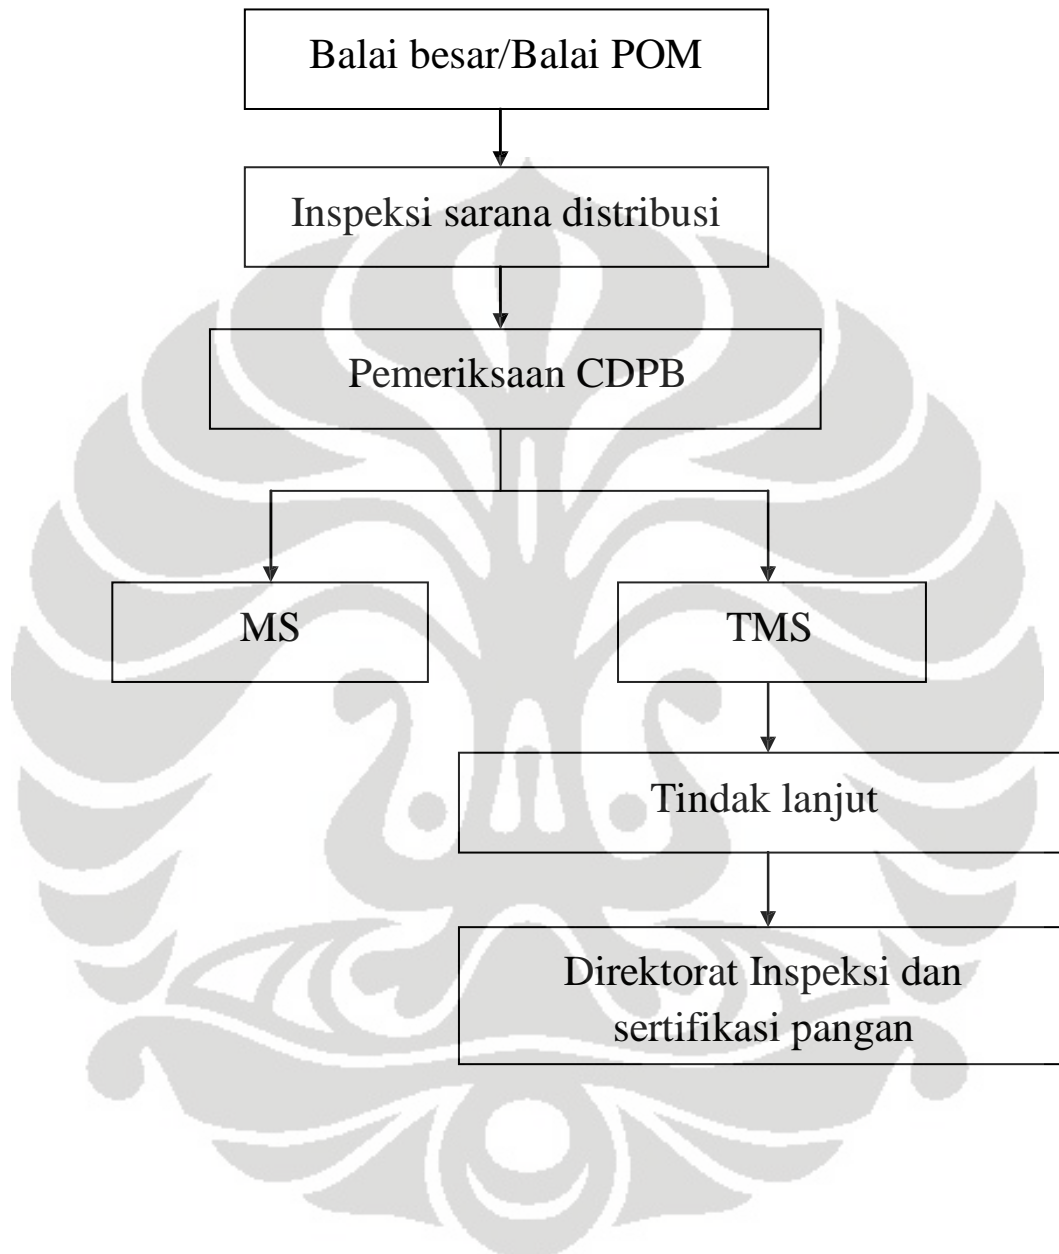 Balai besar/Balai POM
Inspeksi sarana distribusi
Pemeriksaan CDPB
MS
TMS
Tindak lanjut
Direktorat Inspeksi dan
sertifikasi pangan